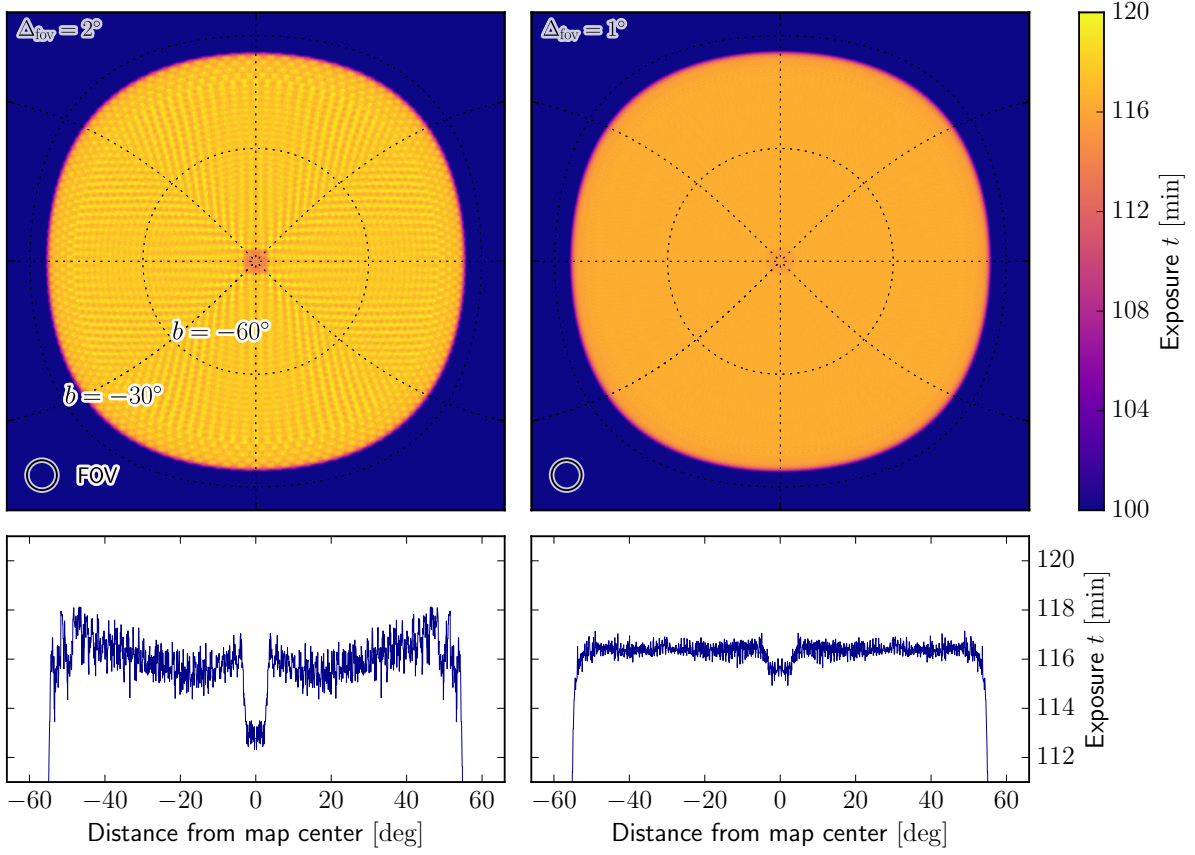 Δfov = 2°
Δfov = 1°
120
116
112
108
104
100
Exposure t [min]
b = −60°
b = −30°
FOV
120
118
116
114
112
Exposure t [min]
−60 −40 −20 0 20 40 60
−60 −40 −20 0 20 40 60
Distance from map center [deg]
Distance from map center [deg]